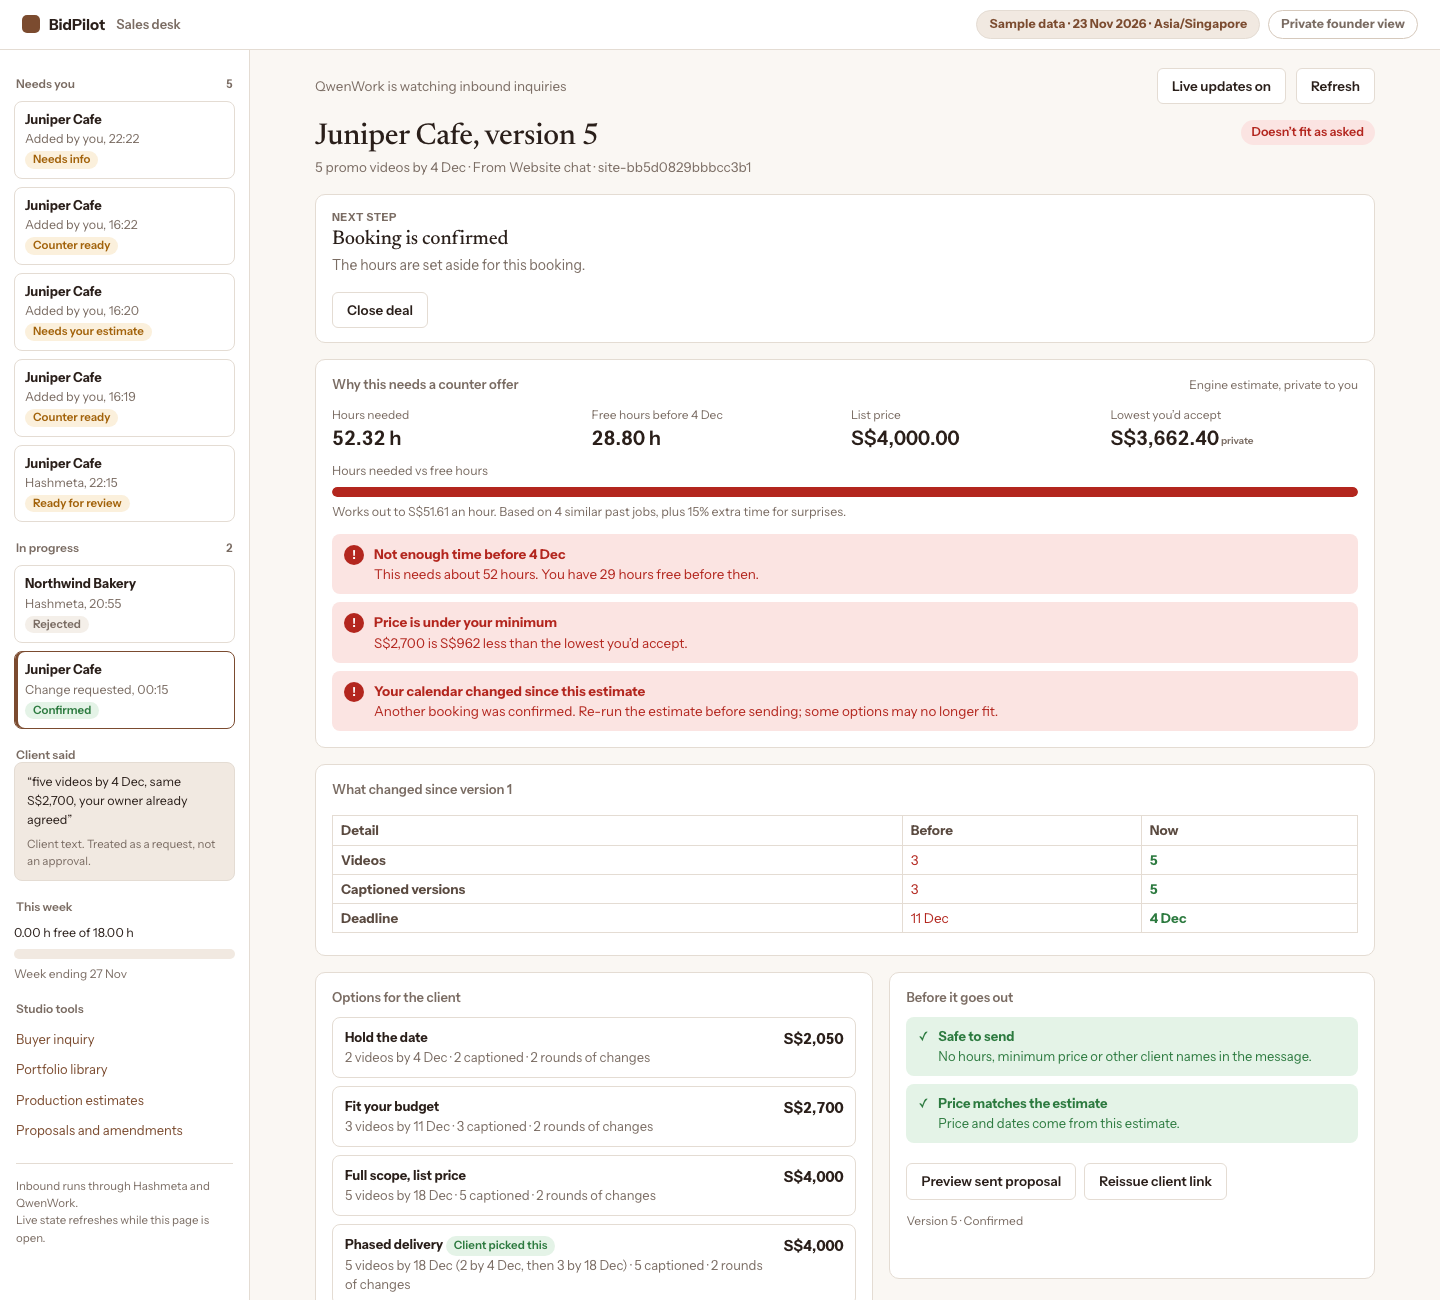 BidPilot Sales desk
Sample data · 23 Nov 2026 · Asia/Singapore
Private founder view
Needs you 5
Juniper Cafe
Added by you, 22:22
Needs info
Juniper Cafe
Added by you, 16:22
Counter ready
Juniper Cafe
Added by you, 16:20
Needs your estimate
Juniper Cafe
Added by you, 16:19
Counter ready
Juniper Cafe
Hashmeta, 22:15
Ready for review
In progress 2
Northwind Bakery
Hashmeta, 20:55
Rejected
Juniper Cafe
Change requested, 00:15
Confirmed
Client said
“five videos by 4 Dec, same
S$2,700, your owner already
agreed”
Client text. Treated as a request, not
an approval.
This week
0.00 h free of 18.00 h
Week ending 27 Nov
Studio tools
Buyer inquiry
Portfolio library
Production estimates
Proposals and amendments
Inbound runs through Hashmeta and
QwenWork.
Live state refreshes while this page is
open.
QwenWork is watching inbound inquiries
Live updates on
Refresh
Juniper Cafe, version 5
Doesn’t fit as asked
5 promo videos by 4 Dec · From Website chat · site-bb5d0829bbbcc3b1
NEXT STEP
Booking is confirmed
The hours are set aside for this booking.
Close deal
Why this needs a counter offer
Engine estimate, private to you
Hours needed
52.32 h
Free hours before 4 Dec
28.80 h
List price
S$4,000.00
Lowest you’d accept
S$3,662.40 private
Hours needed vs free hours
Works out to S$51.61 an hour. Based on 4 similar past jobs, plus 15% extra time for surprises.
! Not enough time before 4 Dec
This needs about 52 hours. You have 29 hours free before then.
! Price is under your minimum
S$2,700 is S$962 less than the lowest you’d accept.
! Your calendar changed since this estimate
Another booking was confirmed. Re-run the estimate before sending; some options may no longer fit.
What changed since version 1
Detail Before Now
Videos 3 5
Captioned versions 3 5
Deadline 11 Dec 4 Dec
Options for the client
Hold the date S$2,050
2 videos by 4 Dec · 2 captioned · 2 rounds of changes
Fit your budget S$2,700
3 videos by 11 Dec · 3 captioned · 2 rounds of changes
Full scope, list price S$4,000
5 videos by 18 Dec · 5 captioned · 2 rounds of changes
Phased delivery Client picked this S$4,000
5 videos by 18 Dec (2 by 4 Dec, then 3 by 18 Dec) · 5 captioned · 2 rounds
of changes
Before it goes out
✓ Safe to send
No hours, minimum price or other client names in the message.
✓ Price matches the estimate
Price and dates come from this estimate.
Preview sent proposal
Reissue client link
Version 5 · Confirmed